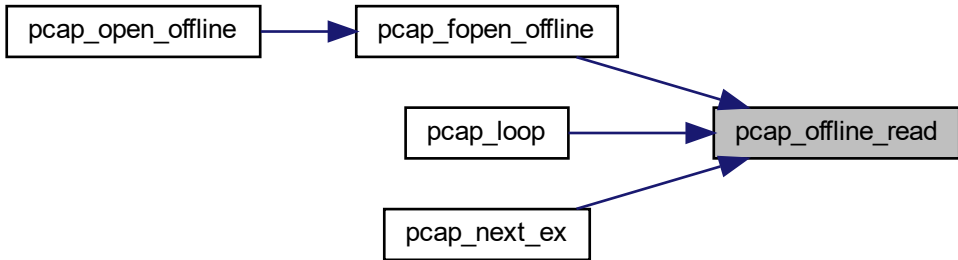 pcap_open_offline
pcap_fopen_offline
pcap_loop
pcap_offline_read
pcap_next_ex